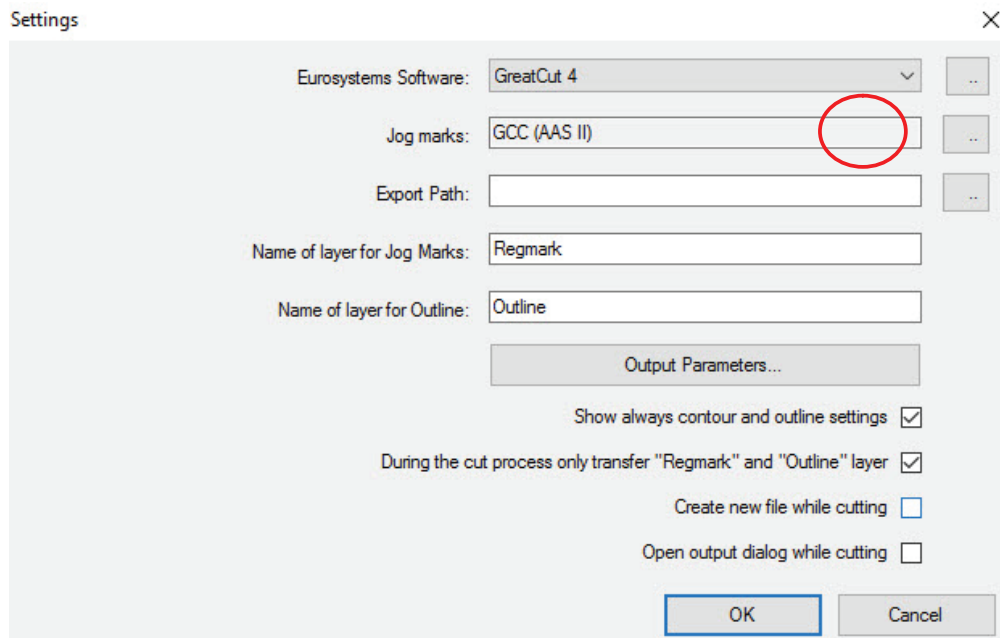 Settings
Eurosystems Software: GreatCut 4 ..
Jog marks: GCC (AAS II) ..
Export Path: ..
Name of layer for Jog Marks: Regmark
Name of layer for Outline: Outline
Output Parameters...
Show always contour and outline settings
During the cut process only transfer "Regmark" and "Outline" layer
Create new file while cutting
Open output dialog while cutting
OK Cancel